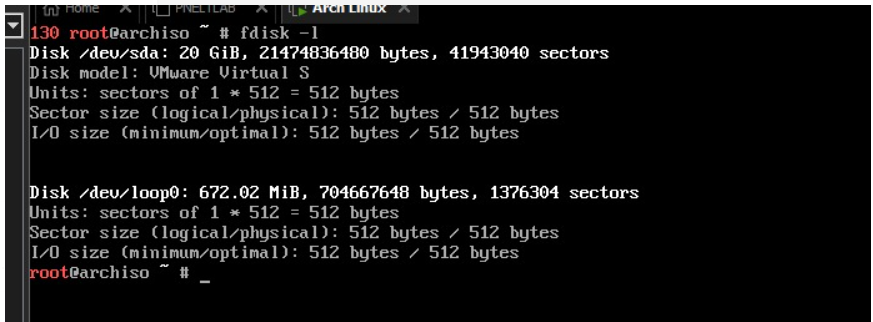 Home × PNETLAB × Arch Linux ×
130 root@archiso ~ # fdisk -l
Disk /dev/sda: 20 GiB, 21474836480 bytes, 41943040 sectors
Disk model: VMware Virtual S
Units: sectors of 1 * 512 = 512 bytes
Sector size (logical/physical): 512 bytes / 512 bytes
I/O size (minimum/optimal): 512 bytes / 512 bytes
Disk /dev/loop0: 672.02 MiB, 704667648 bytes, 1376304 sectors
Units: sectors of 1 * 512 = 512 bytes
Sector size (logical/physical): 512 bytes / 512 bytes
I/O size (minimum/optimal): 512 bytes / 512 bytes
root@archiso ~ # _